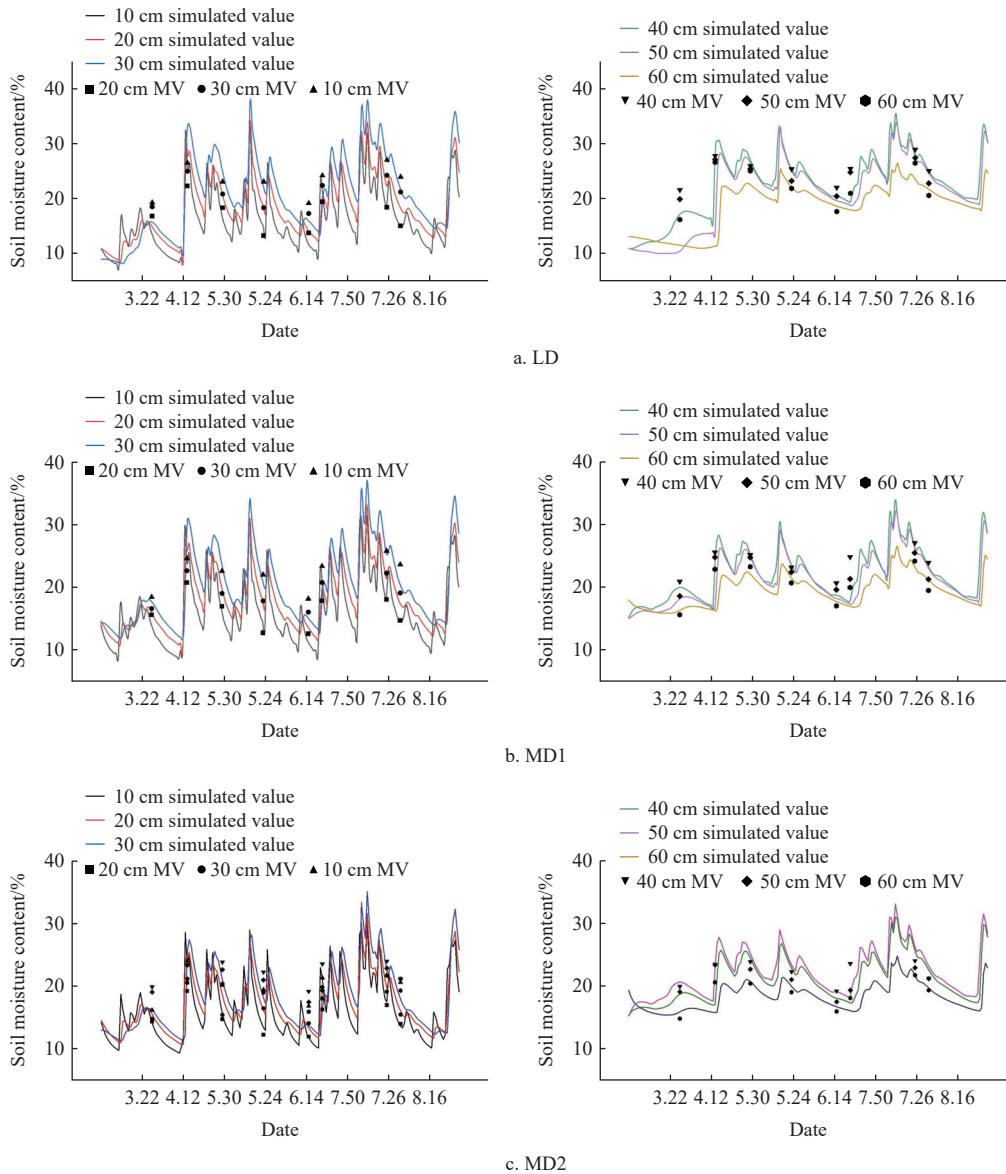 10 cm simulated value
20 cm simulated value
30 cm simulated value
20 cm MV 30 cm MV 10 cm MV
Soil moisture content/%
40
30
20
10
3.22 4.12 5.30 5.24 6.14 7.50 7.26 8.16
Date
40 cm simulated value
50 cm simulated value
60 cm simulated value
40 cm MV 50 cm MV 60 cm MV
Soil moisture content/%
40
30
20
10
3.22 4.12 5.30 5.24 6.14 7.50 7.26 8.16
Date
a. LD
10 cm simulated value
20 cm simulated value
30 cm simulated value
20 cm MV 30 cm MV 10 cm MV
Soil moisture content/%
40
30
20
10
3.22 4.12 5.30 5.24 6.14 7.50 7.26 8.16
Date
40 cm simulated value
50 cm simulated value
60 cm simulated value
40 cm MV 50 cm MV 60 cm MV
Soil moisture content/%
40
30
20
10
3.22 4.12 5.30 5.24 6.14 7.50 7.26 8.16
Date
b. MD1
10 cm simulated value
20 cm simulated value
30 cm simulated value
20 cm MV 30 cm MV 10 cm MV
Soil moisture content/%
40
30
20
10
3.22 4.12 5.30 5.24 6.14 7.50 7.26 8.16
Date
40 cm simulated value
50 cm simulated value
60 cm simulated value
40 cm MV 50 cm MV 60 cm MV
Soil moisture content/%
40
30
20
10
3.22 4.12 5.30 5.24 6.14 7.50 7.26 8.16
Date
c. MD2